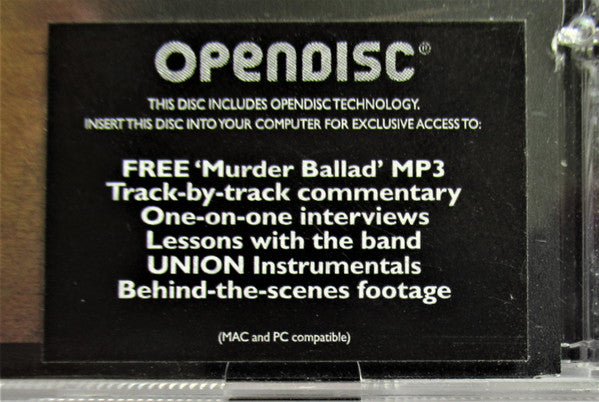 OPENDISC®
THIS DISC INCLUDES OPENDISC TECHNOLOGY.
INSERT THIS DISC INTO YOUR COMPUTER FOR EXCLUSIVE ACCESS TO:
FREE ‘Murder Ballad’ MP3
Track-by-track commentary
One-on-one interviews
Lessons with the band
UNION Instrumentals
Behind-the-scenes footage
(MAC and PC compatible)